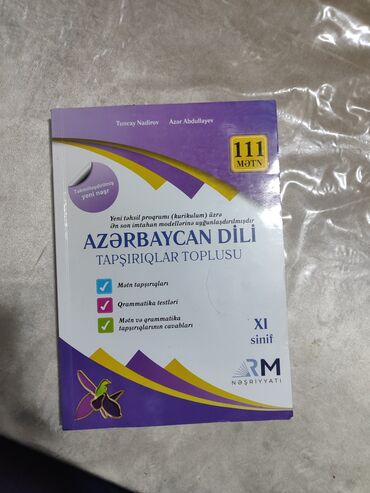 Tuncay Nadirov Azər Abdullayev
111
MƏTN
Təkmilləşdirilmiş
yeni nəşr
Yeni təhsil proqramı (kurikulum) üzrə
Ən son imtahan modellərinə uyğunlaşdırılmışdır
AZƏRBAYCAN DİLİ
TAPŞIRIQLAR TOPLUSU
Mətn tapşırıqları
Qrammatika testləri
Mətn və qrammatika
tapşırıqlarının cavabları
XI
sinif
RM
NƏŞRİYYATI